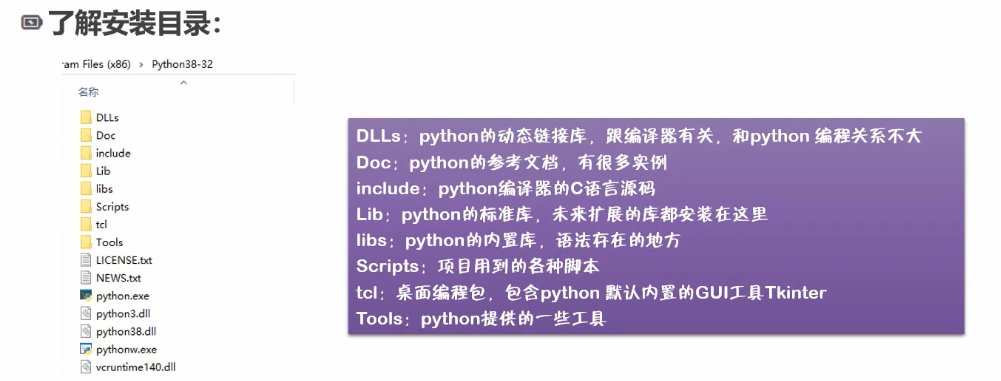 了解安装目录：
ram Files (x86) › Python38-32
名称
DLLs
Doc
include
Lib
libs
Scripts
tcl
Tools
LICENSE.txt
NEWS.txt
python.exe
python3.dll
python38.dll
pythonw.exe
vcruntime140.dll
DLLs：python的动态链接库，跟编译器有关，和python 编程关系不大
Doc：python的参考文档，有很多实例
include：python编译器的C语言源码
Lib：python的标准库，未来扩展的库都安装在这里
libs：python的内置库，语法存在的地方
Scripts：项目用到的各种脚本
tcl：桌面编程包，包含python 默认内置的GUI工具Tkinter
Tools：python提供的一些工具